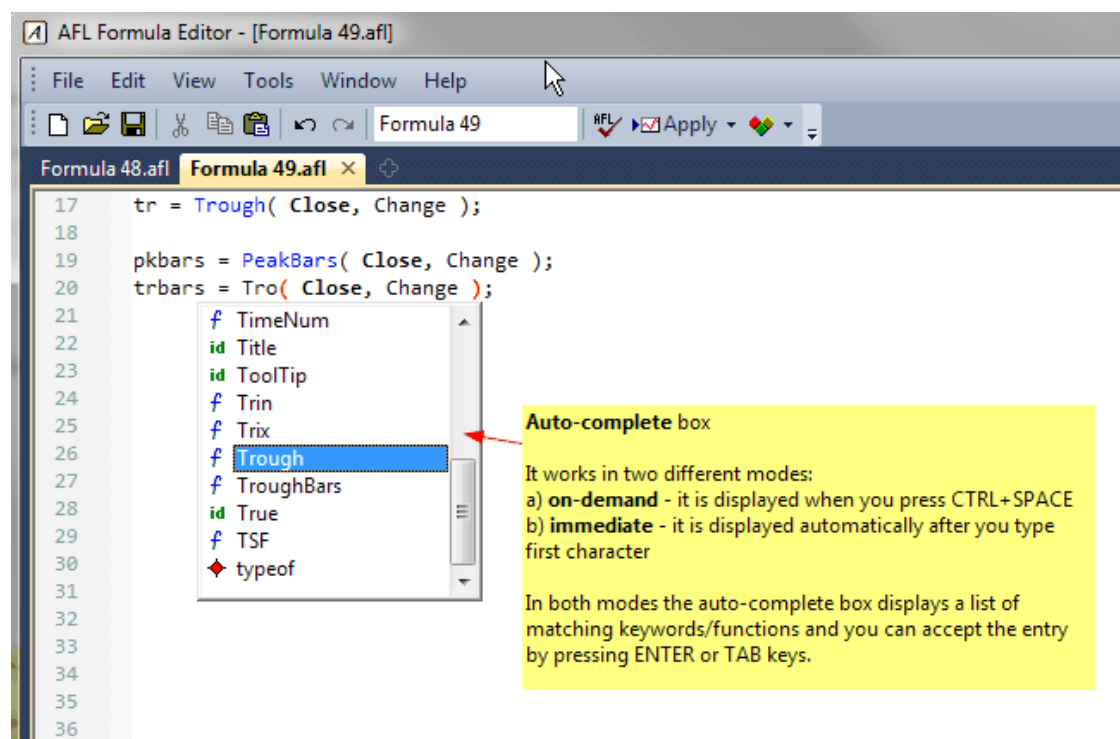 AFL Formula Editor - [Formula 49.afl]
File Edit View Tools Window Help
Formula 49 AFL Apply
Formula 48.afl Formula 49.afl
17 tr = Trough( Close, Change );
18
19 pkbars = PeakBars( Close, Change );
20 trbars = Tro( Close, Change );
21 f TimeNum
22 id Title
23 id ToolTip
24 f Trin
25 f Trix
26 f Trough
27 f TroughBars
28 id True
29 f TSF
30 typeof
31
32
33
34
35
36
Auto-complete box
It works in two different modes:
a) on-demand - it is displayed when you press CTRL+SPACE
b) immediate - it is displayed automatically after you type
first character
In both modes the auto-complete box displays a list of
matching keywords/functions and you can accept the entry
by pressing ENTER or TAB keys.